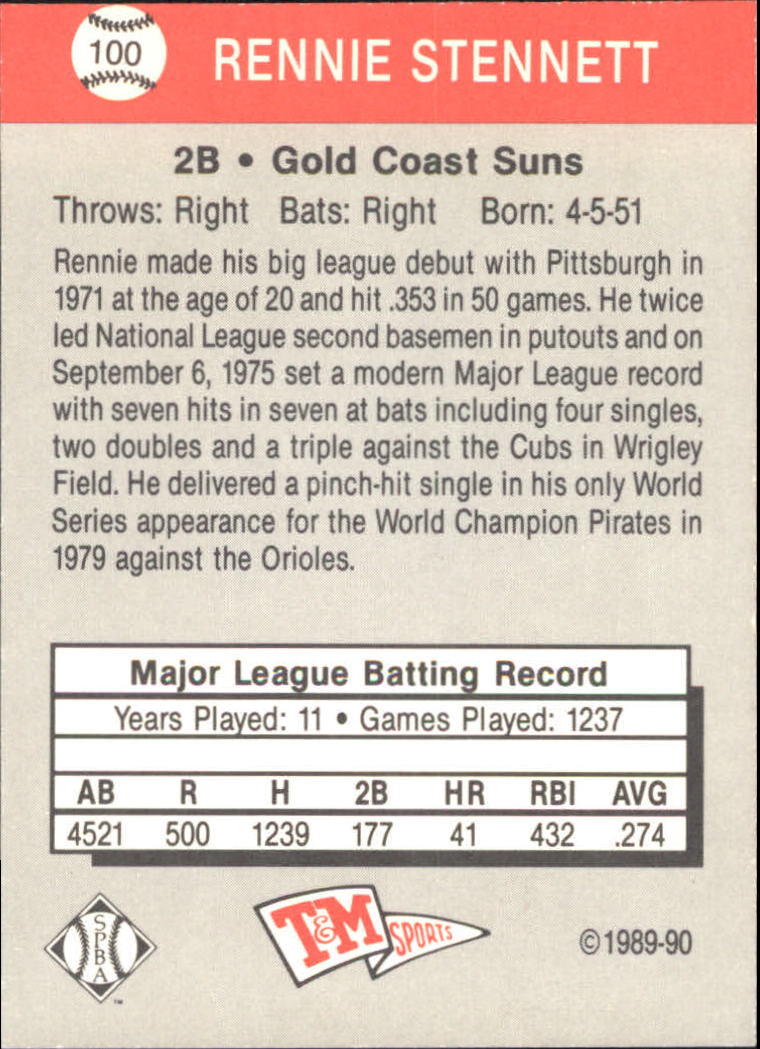 100
RENNIE STENNETT
2B • Gold Coast Suns
Throws: Right Bats: Right Born: 4-5-51
Rennie made his big league debut with Pittsburgh in
1971 at the age of 20 and hit .353 in 50 games. He twice
led National League second basemen in putouts and on
September 6, 1975 set a modern Major League record
with seven hits in seven at bats including four singles,
two doubles and a triple against the Cubs in Wrigley
Field. He delivered a pinch-hit single in his only World
Series appearance for the World Champion Pirates in
1979 against the Orioles.
Major League Batting Record
Years Played: 11 • Games Played: 1237
AB R H 2B HR RBI AVG
4521 500 1239 177 41 432 .274
SPBA
TM
T&M SPORTS
©1989-90